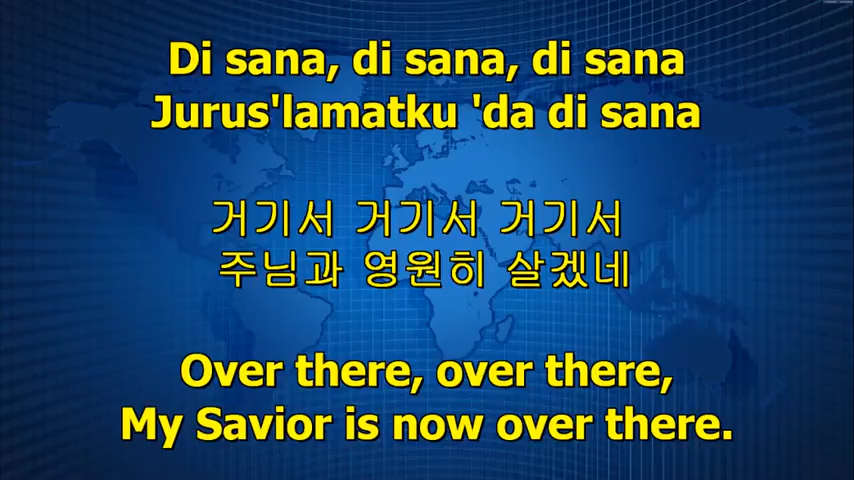 Di sana, di sana, di sana
Jurus'lamatku 'da di sana
거기서 거기서 거기서
주님과 영원히 살겠네
Over there, over there,
My Savior is now over there.